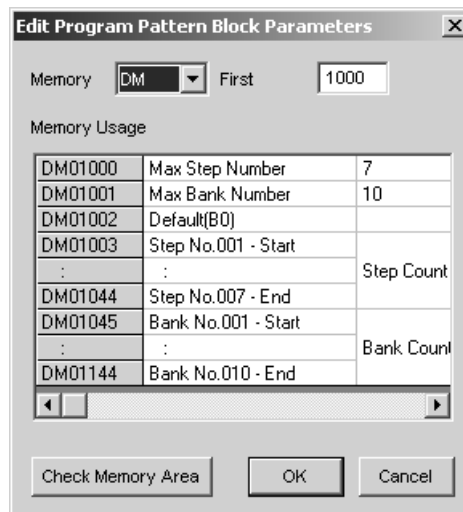 Edit Program Pattern Block Parameters
Memory DM First 1000
Memory Usage
DM01000 Max Step Number 7
DM01001 Max Bank Number 10
DM01002 Default(B0)
DM01003 Step No.001 - Start
: : Step Count
DM01044 Step No.007 - End
DM01045 Bank No.001 - Start
: : Bank Count
DM01144 Bank No.010 - End
Check Memory Area OK Cancel